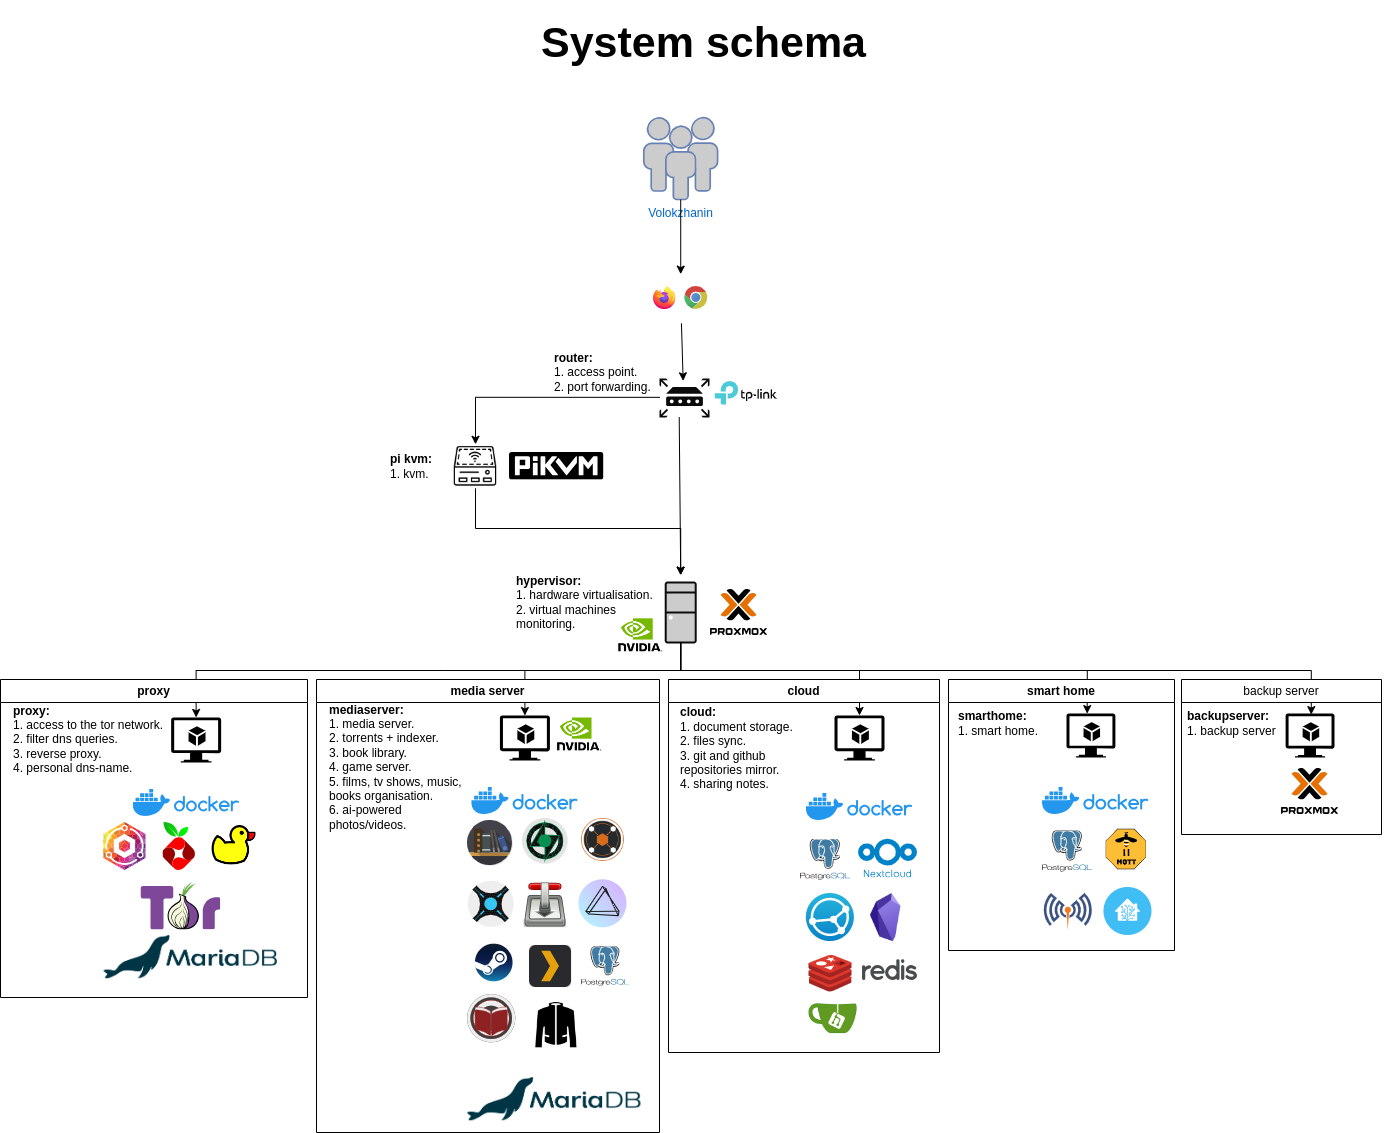 System schema
Volokzhanin
router:
1. access point.
2. port forwarding.
tp-link
pi kvm:
1. kvm.
PiKVM
hypervisor:
1. hardware virtualisation.
2. virtual machines
monitoring.
NVIDIA.
PROXMOX
proxy
proxy:
1. access to the tor network.
2. filter dns queries.
3. reverse proxy.
4. personal dns-name.
docker
Tor
MariaDB
media server
mediaserver:
1. media server.
2. torrents + indexer.
3. book library.
4. game server.
5. films, tv shows, music,
books organisation.
6. ai-powered
photos/videos.
NVIDIA.
docker
PostgreSQL
MariaDB
cloud
cloud:
1. document storage.
2. files sync.
3. git and github
repositories mirror.
4. sharing notes.
docker
PostgreSQL
Nextcloud
redis
smart home
smarthome:
1. smart home.
docker
PostgreSQL
MQTT
backup server
backupserver:
1. backup server
PROXMOX